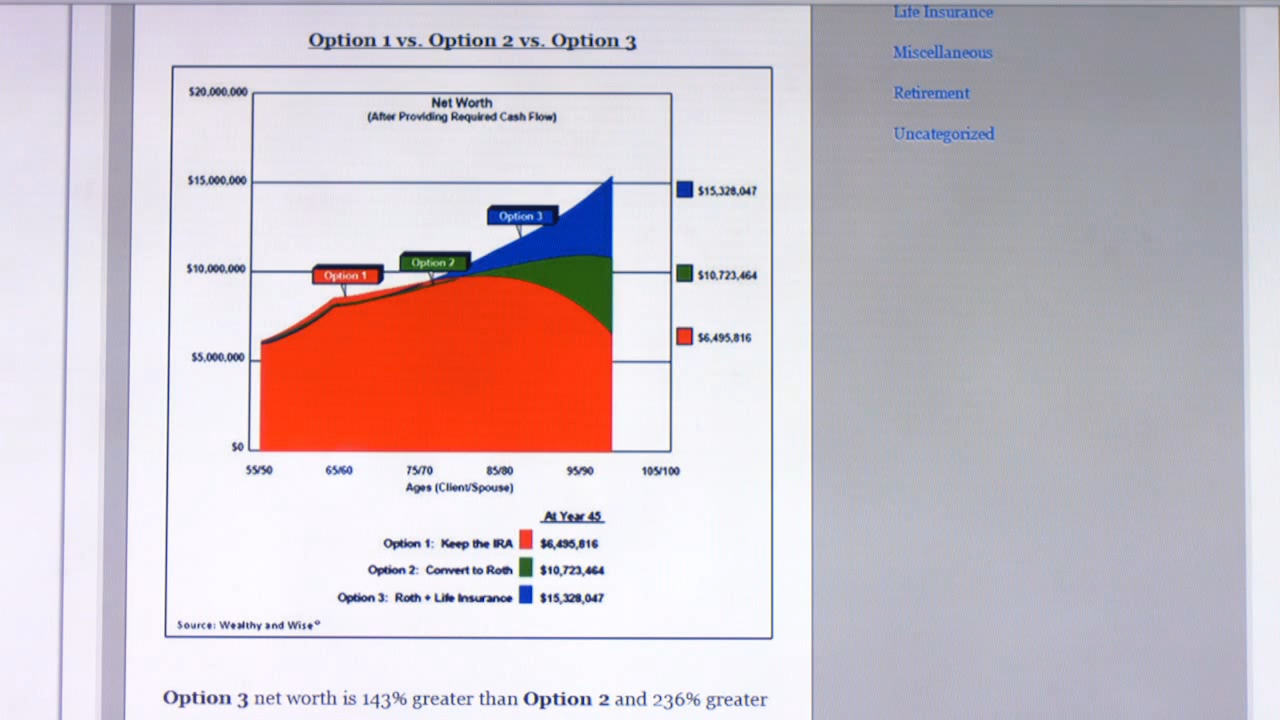 Life Insurance
Miscellaneous
Retirement
Uncategorized
Option 1 vs. Option 2 vs. Option 3
Net Worth
(After Providing Required Cash Flow)
$20,000,000
$15,000,000
$10,000,000
$5,000,000
$0
Option 1
Option 2
Option 3
$15,328,047
$10,723,464
$6,495,816
55/50 65/60 75/70 85/80 95/90 105/100
Ages (Client/Spouse)
At Year 45
Option 1: Keep the IRA $6,495,816
Option 2: Convert to Roth $10,723,464
Option 3: Roth + Life Insurance $15,328,047
Source: Wealthy and Wise©
Option 3 net worth is 143% greater than Option 2 and 236% greater